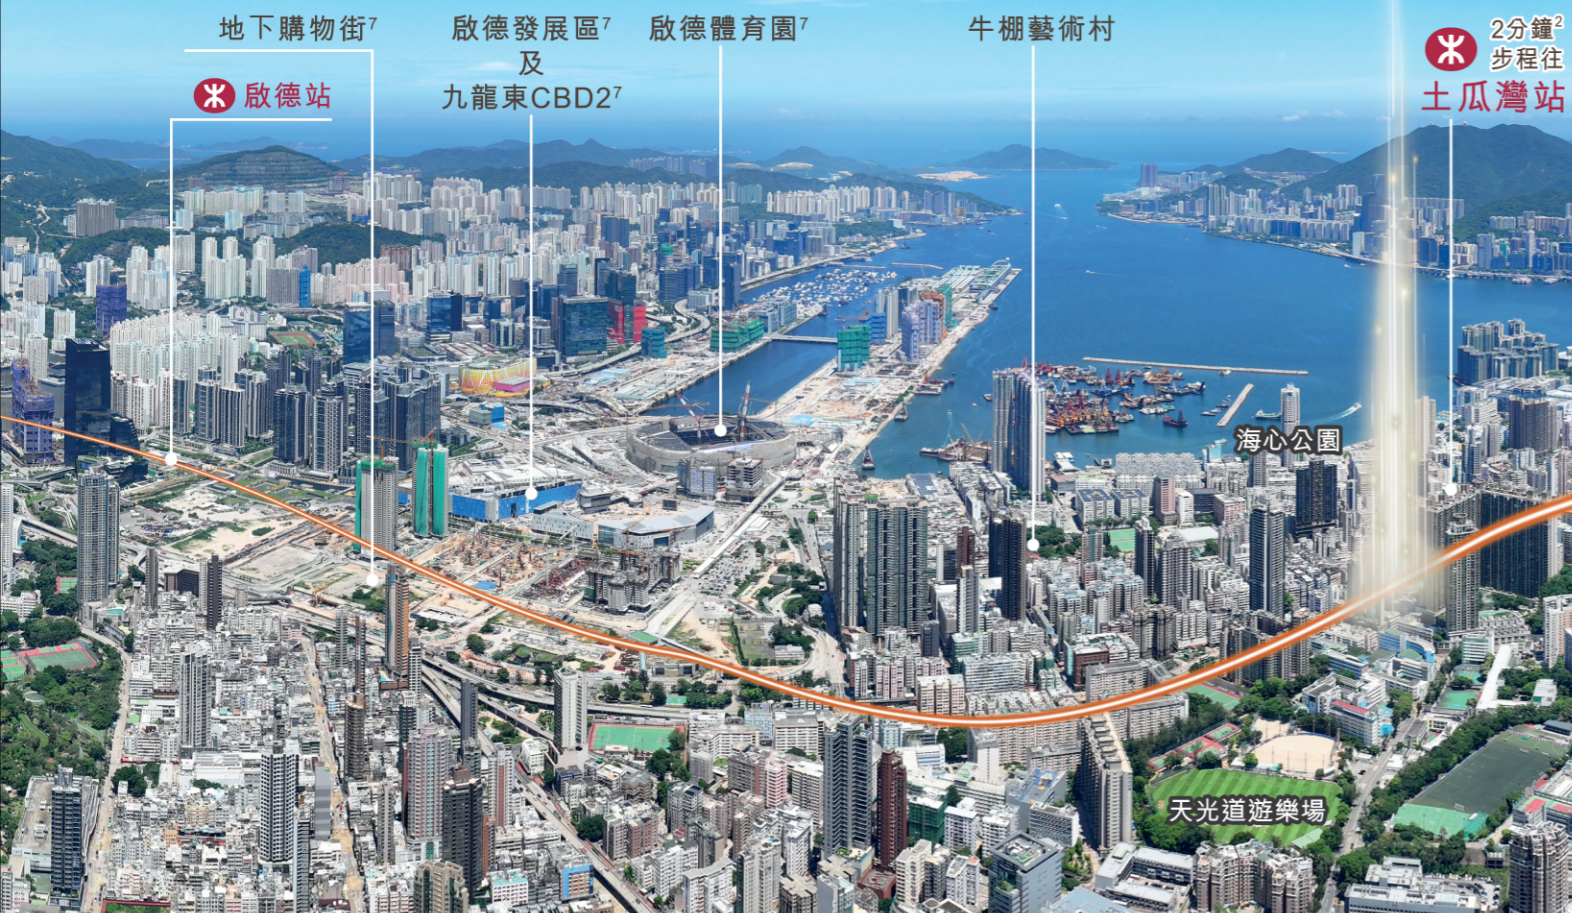 地下購物街7
啟德站
啟德發展區7
及
九龍東CBD27
啟德體育園7
牛棚藝術村
2分鐘2
步程往
土瓜灣站
海心公園
天光道遊樂場